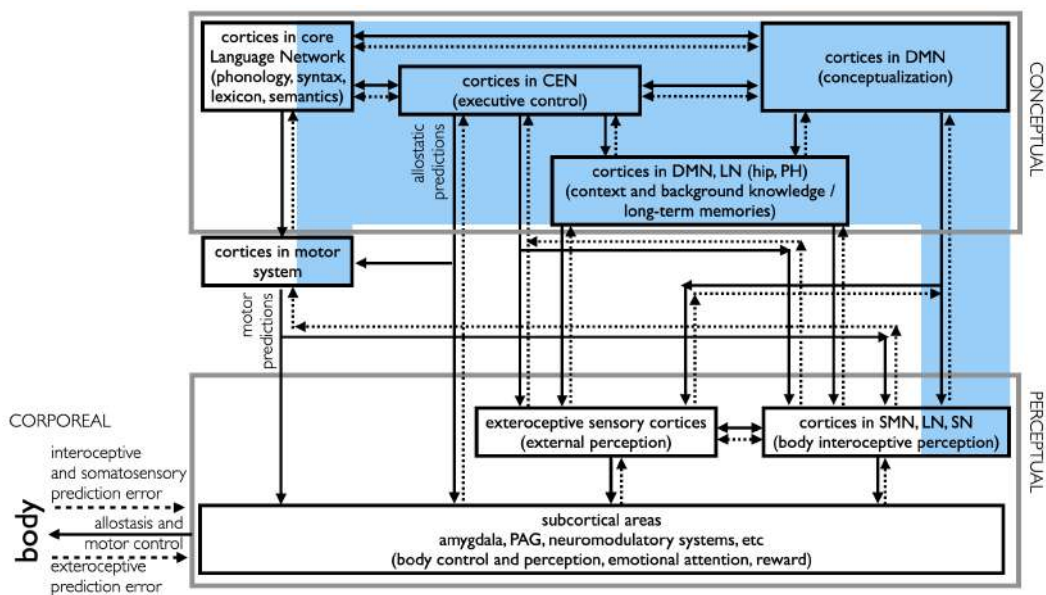 cortices in core
Language Network
(phonology, syntax,
lexicon, semantics)
cortices in CEN
(executive control)
cortices in DMN
(conceptualization)
CONCEPTUAL
allostatic
predictions
cortices in DMN, LN (hip, PH)
(context and background knowledge /
long-term memories)
cortices in motor
system
motor
predictions
CORPOREAL
interoceptive
and somatosensory
prediction error
body
allostasis and
motor control
exteroceptive
prediction error
exteroceptive sensory cortices
(external perception)
cortices in SMN, LN, SN
(body interoceptive perception)
PERCEPTUAL
subcortical areas
amygdala, PAG, neuromodulatory systems, etc
(body control and perception, emotional attention, reward)